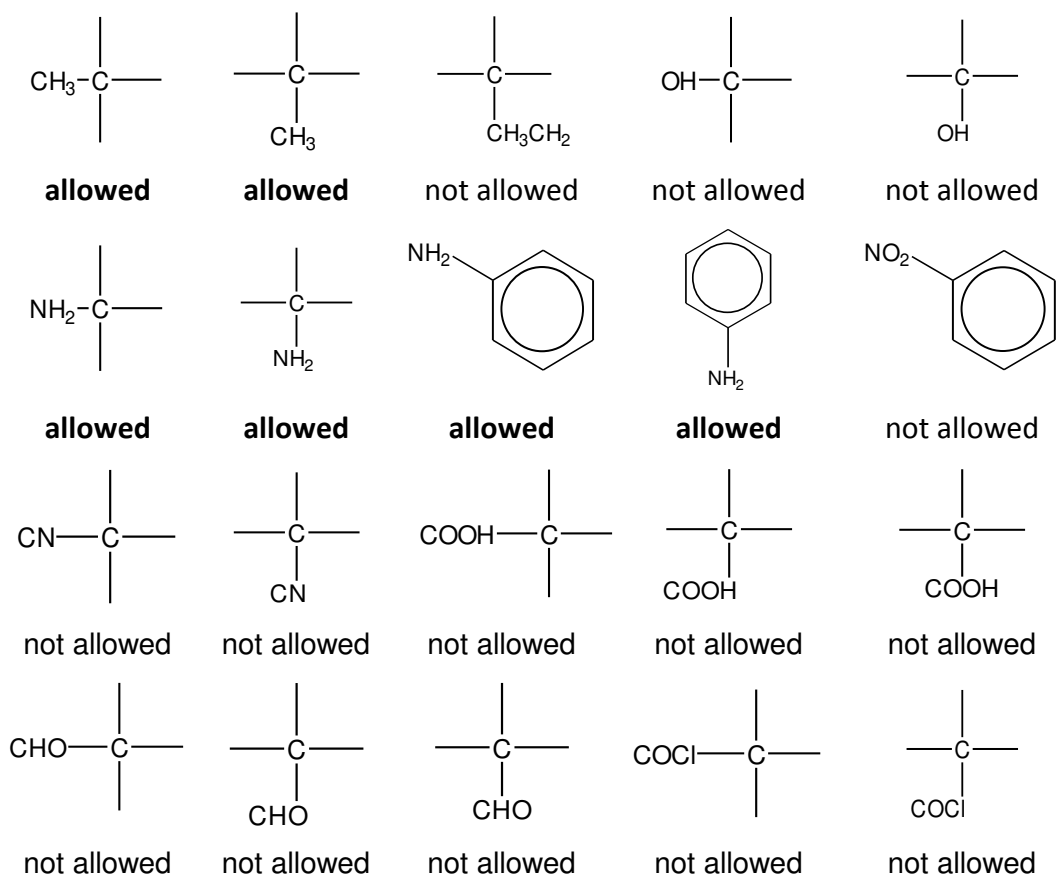 CH3 C C C OH C C
CH3 CH3CH2 OH
allowed allowed not allowed not allowed not allowed
NH2 C C NH2 NO2
NH2 NH2
allowed allowed allowed allowed not allowed
CN C C COOH C C C
CN COOH COOH
not allowed not allowed not allowed not allowed not allowed
CHO C C C COCl C C
CHO CHO COCl
not allowed not allowed not allowed not allowed not allowed